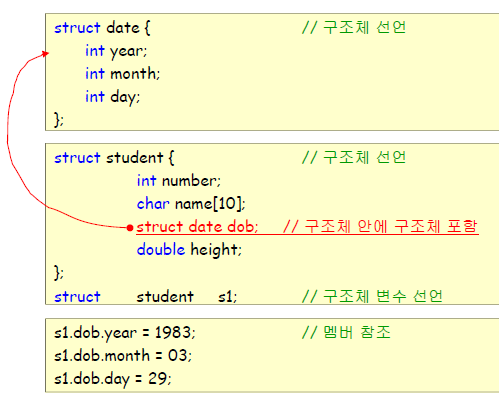 struct date { // 구조체 선언
int year;
int month;
int day;
};
struct student { // 구조체 선언
int number;
char name[10];
struct date dob; // 구조체 안에 구조체 포함
double height;
};
struct student s1; // 구조체 변수 선언
s1.dob.year = 1983; // 멤버 참조
s1.dob.month = 03;
s1.dob.day = 29;